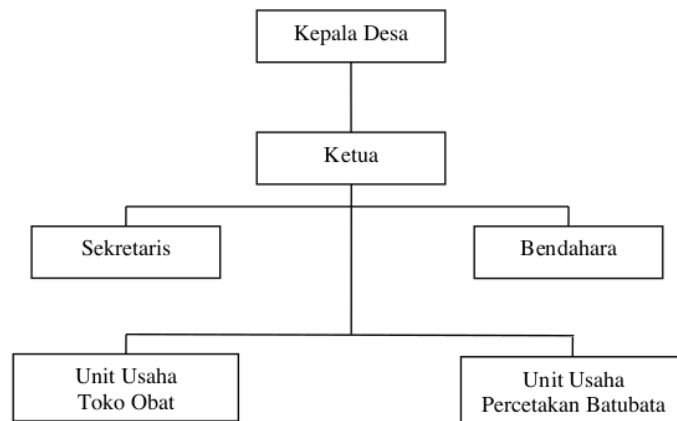 Kepala Desa
Ketua
Sekretaris
Bendahara
Unit Usaha
Toko Obat
Unit Usaha
Percetakan Batubata